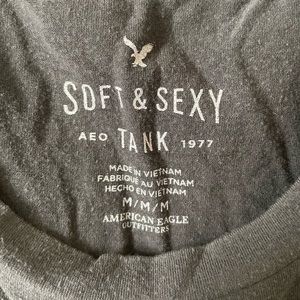 SOFT & SEXY
AEO TANK 1977
MADE IN VIETNAM
FABRIQUÉ AU VIETNAM
HECHO EN VIETNAM
M/M/M
AMERICAN EAGLE
OUTFITTERS